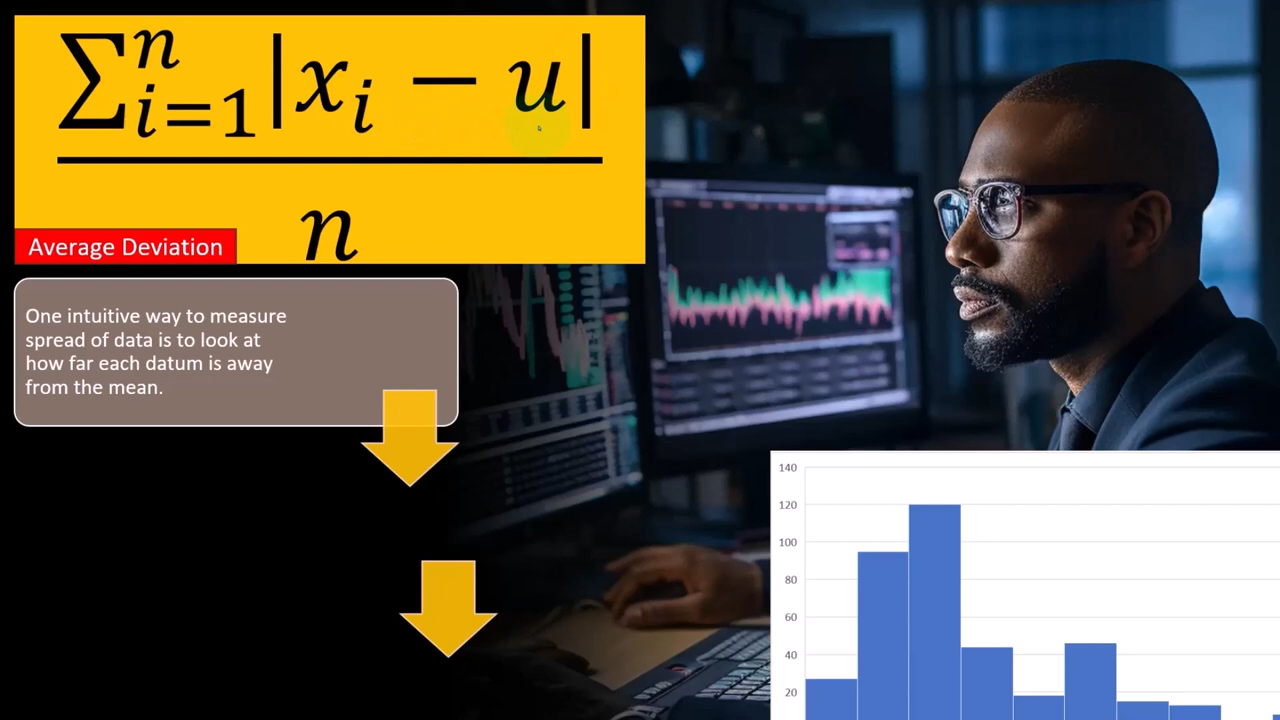 ∑ⁿᵢ₌₁|xᵢ − u|
n
Average Deviation
One intuitive way to measure
spread of data is to look at
how far each datum is away
from the mean.
140
120
100
80
60
40
20